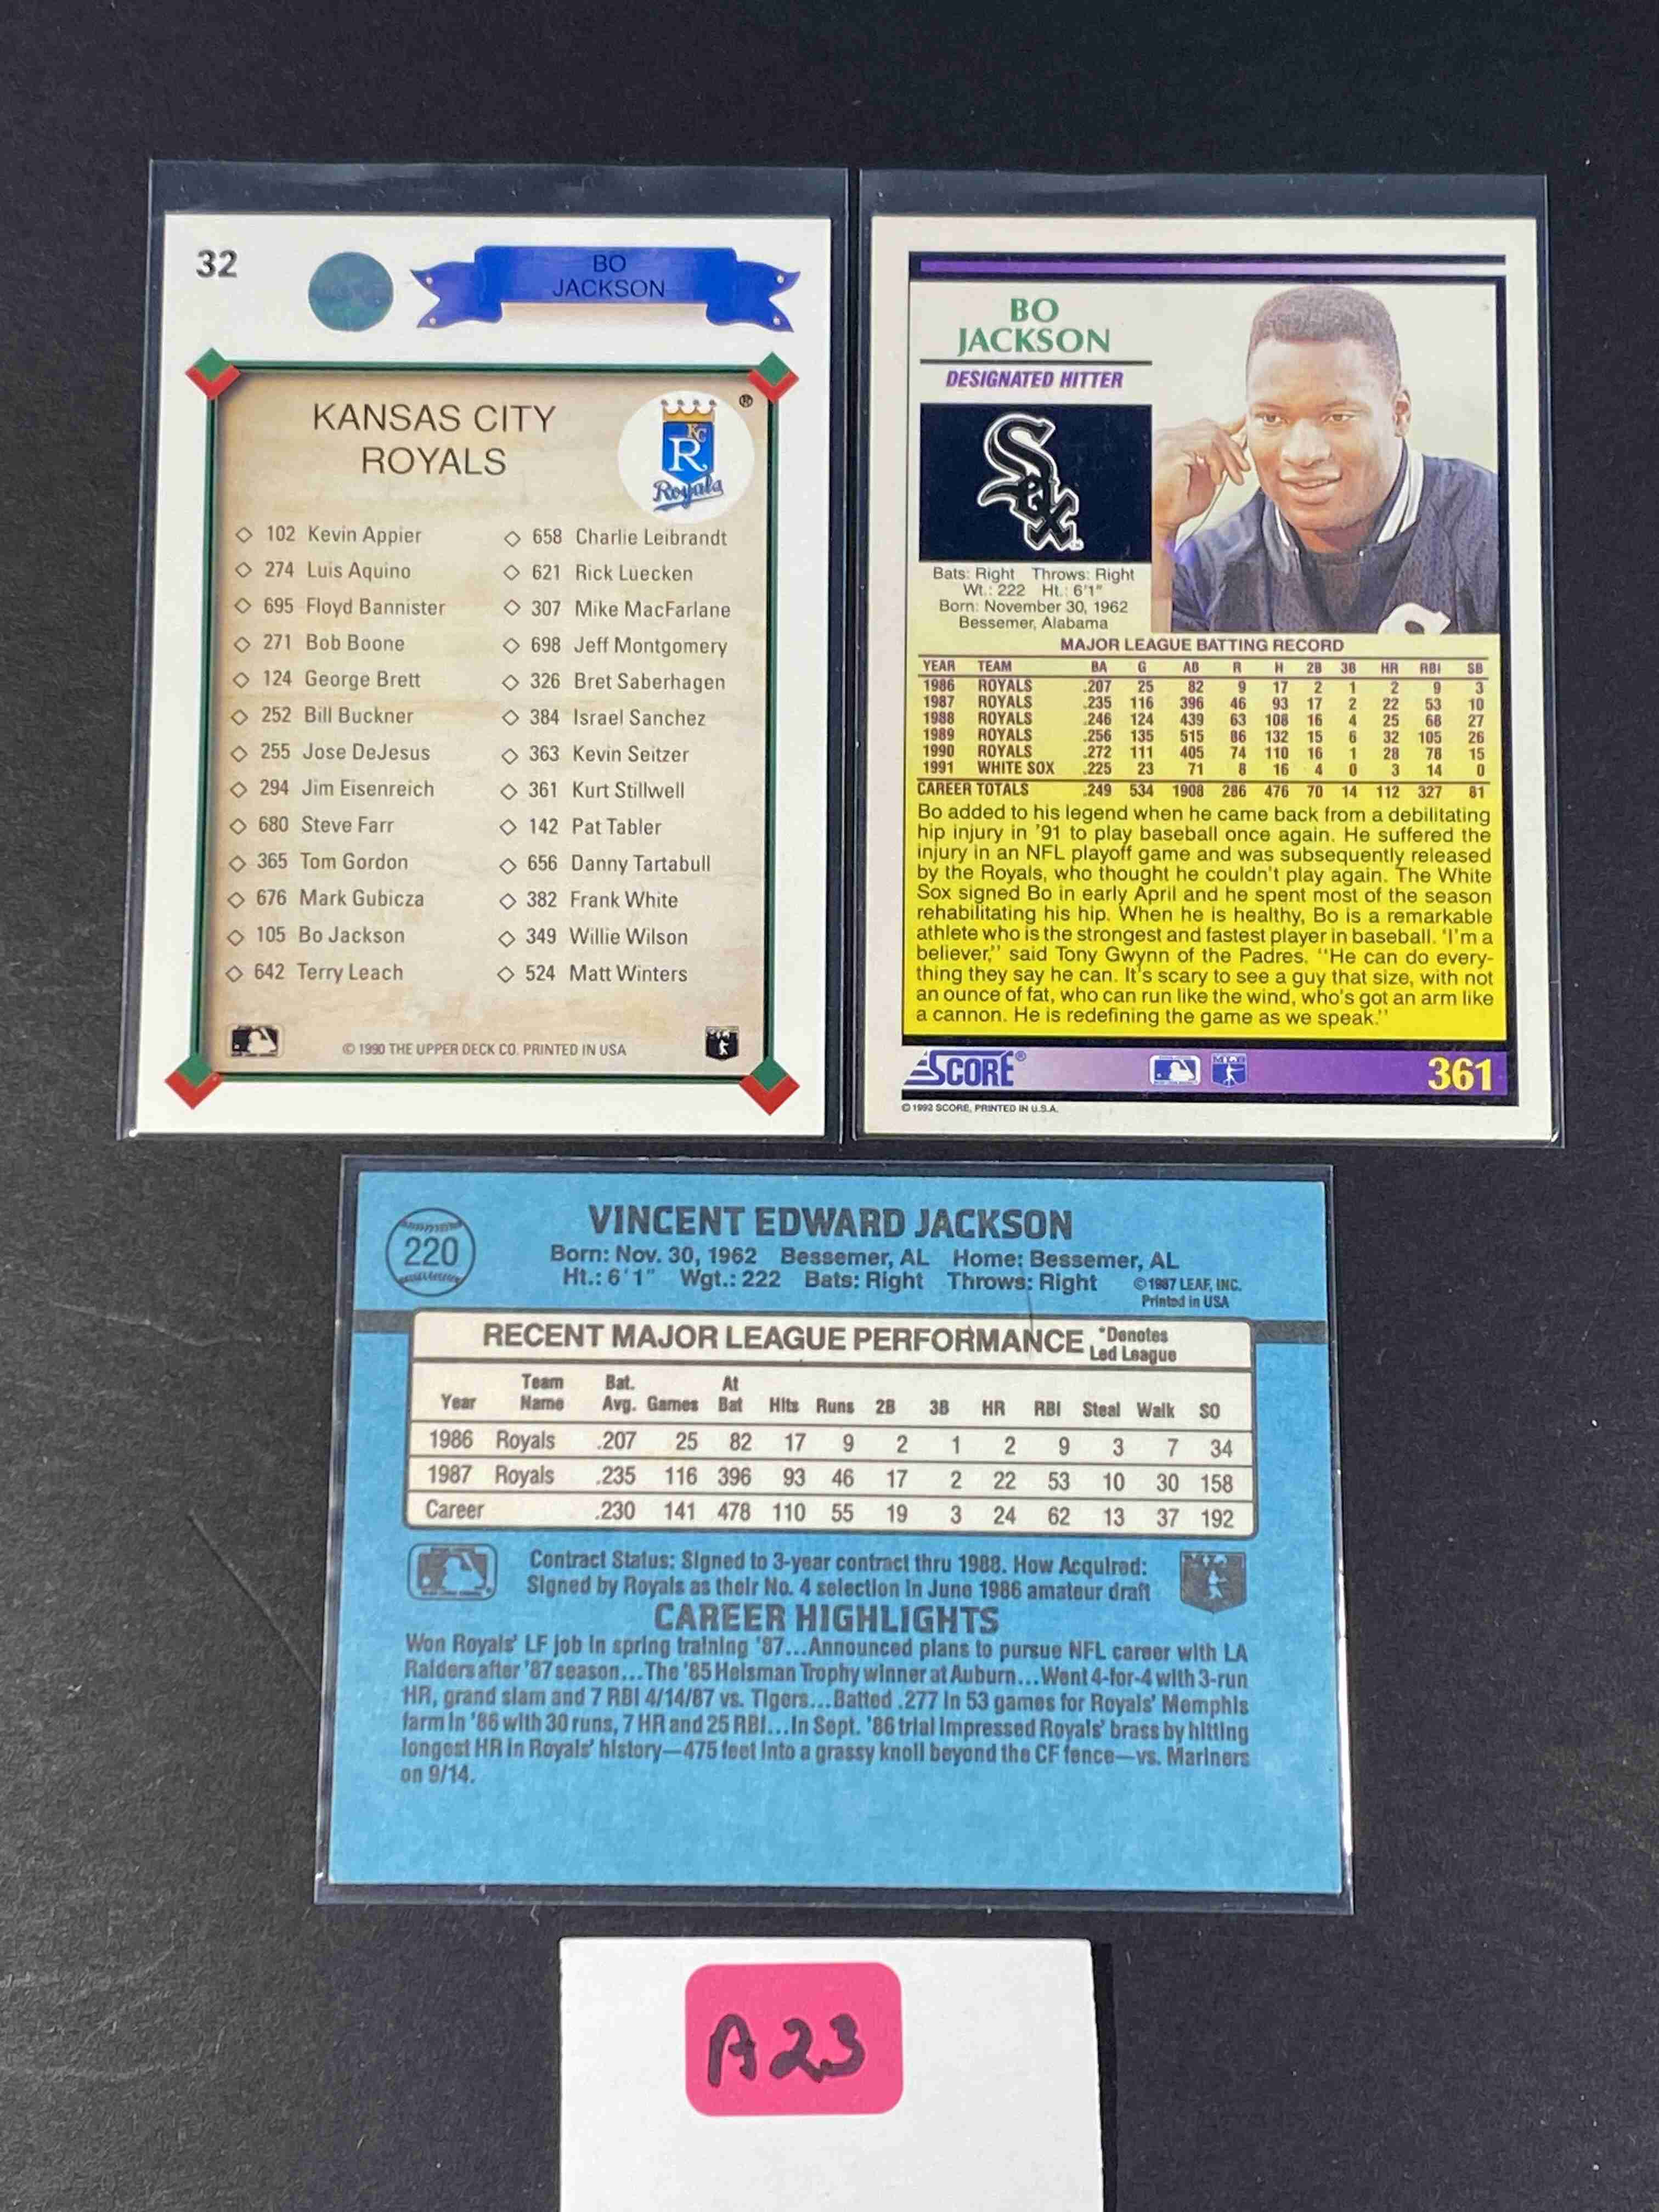 32
BO
JACKSON
KANSAS CITY
ROYALS
®
KC
R
Royals
102 Kevin Appier
274 Luis Aquino
695 Floyd Bannister
271 Bob Boone
124 George Brett
252 Bill Buckner
255 Jose DeJesus
294 Jim Eisenreich
680 Steve Farr
365 Tom Gordon
676 Mark Gubicza
105 Bo Jackson
642 Terry Leach
658 Charlie Leibrandt
621 Rick Luecken
307 Mike MacFarlane
698 Jeff Montgomery
326 Bret Saberhagen
384 Israel Sanchez
363 Kevin Seitzer
361 Kurt Stillwell
142 Pat Tabler
656 Danny Tartabull
382 Frank White
349 Willie Wilson
524 Matt Winters
© 1990 THE UPPER DECK CO. PRINTED IN USA
BO
JACKSON
DESIGNATED HITTER
Sox
Bats: Right Throws: Right
Wt.: 222 Ht.: 6'1"
Born: November 30, 1962
Bessemer, Alabama
MAJOR LEAGUE BATTING RECORD
YEAR TEAM BA G AB R H 2B 3B HR RBI SB
1986 ROYALS .207 25 82 9 17 2 1 2 9 3
1987 ROYALS .235 116 396 46 93 17 2 22 53 10
1988 ROYALS .246 124 439 63 108 16 4 25 68 27
1989 ROYALS .256 135 515 86 132 15 6 32 105 26
1990 ROYALS .272 111 405 74 110 16 1 28 78 15
1991 WHITE SOX .225 23 71 8 16 4 0 3 14 0
CAREER TOTALS .249 534 1908 286 476 70 14 112 327 81
Bo added to his legend when he came back from a debilitating
hip injury in '91 to play baseball once again. He suffered the
injury in an NFL playoff game and was subsequently released
by the Royals, who thought he couldn't play again. The White
Sox signed Bo in early April and he spent most of the season
rehabilitating his hip. When he is healthy, Bo is a remarkable
athlete who is the strongest and fastest player in baseball. "I'm a
believer," said Tony Gwynn of the Padres. "He can do every-
thing they say he can. It's scary to see a guy that size, with not
an ounce of fat, who can run like the wind, who's got an arm like
a cannon. He is redefining the game as we speak."
SCORE®
361
© 1992 SCORE, PRINTED IN U.S.A.
220
VINCENT EDWARD JACKSON
Born: Nov. 30, 1962 Bessemer, AL Home: Bessemer, AL
Ht.: 6'1" Wgt.: 222 Bats: Right Throws: Right ©1987 LEAF, INC.
Printed in USA
RECENT MAJOR LEAGUE PERFORMANCE *Denotes
Led League
Year Team Name Bat. Avg. Games At Bat Hits Runs 2B 3B HR RBI Steal Walk SO
1986 Royals .207 25 82 17 9 2 1 2 9 3 7 34
1987 Royals .235 116 396 93 46 17 2 22 53 10 30 158
Career .230 141 478 110 55 19 3 24 62 13 37 192
Contract Status: Signed to 3-year contract thru 1988. How Acquired:
Signed by Royals as their No. 4 selection in June 1986 amateur draft
CAREER HIGHLIGHTS
Won Royals' LF job in spring training '87...Announced plans to pursue NFL career with LA
Raiders after '87 season...The '85 Heisman Trophy winner at Auburn...Went 4-for-4 with 3-run
HR, grand slam and 7 RBI 4/14/87 vs. Tigers...Batted .277 in 53 games for Royals' Memphis
farm in '86 with 30 runs, 7 HR and 25 RBI...In Sept. '86 trial impressed Royals' brass by hitting
longest HR in Royals' history—475 feet into a grassy knoll beyond the CF fence—vs. Mariners
on 9/14.
A23